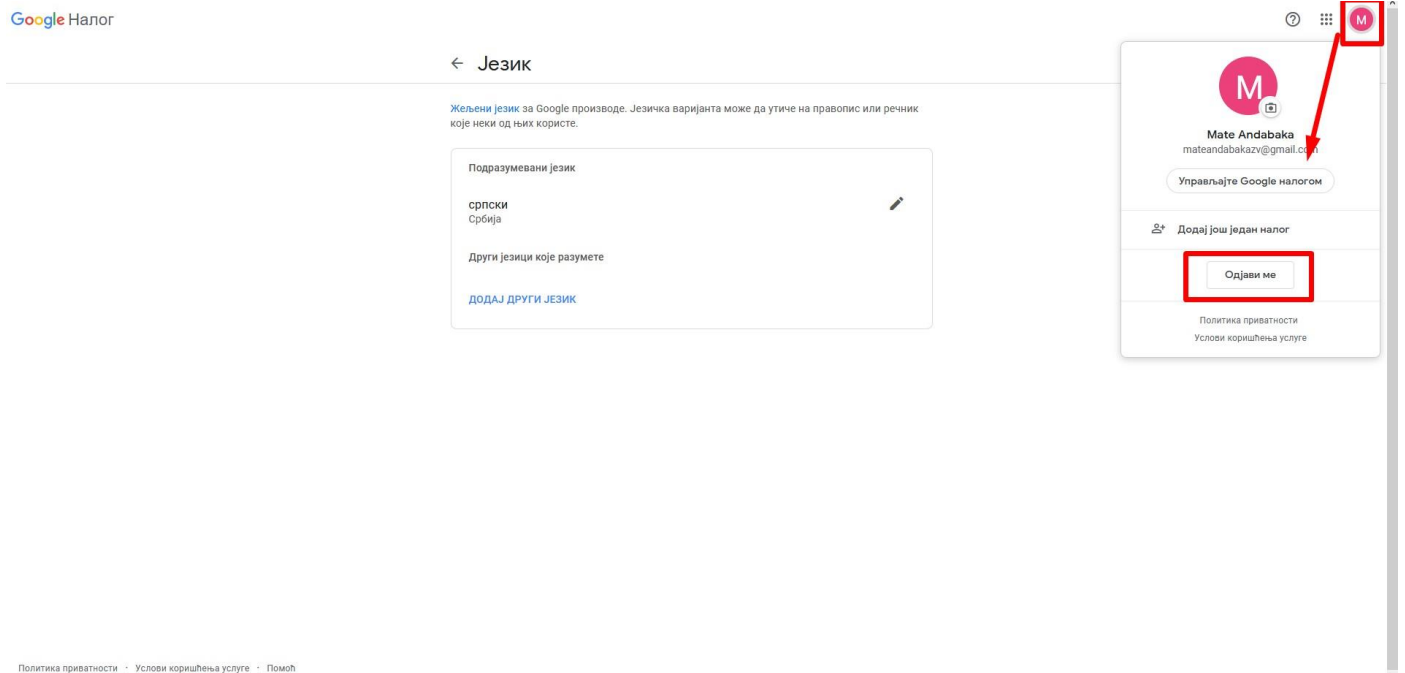 Google Налог
M
Језик
Жељени језик за Google производе. Језичка варијанта може да утиче на правопис или речник
које неки од њих користе.
Подразумевани језик
српски
Србија
Други језици које разумете
ДОДАЈ ДРУГИ ЈЕЗИК
M
Mate Andabaka
mateandabakazv@gmail.com
Управљајте Google налогом
Додај још један налог
Одјави ме
Политика приватности
Услови коришћења услуге
Политика приватности · Услови коришћења услуге · Помоћ